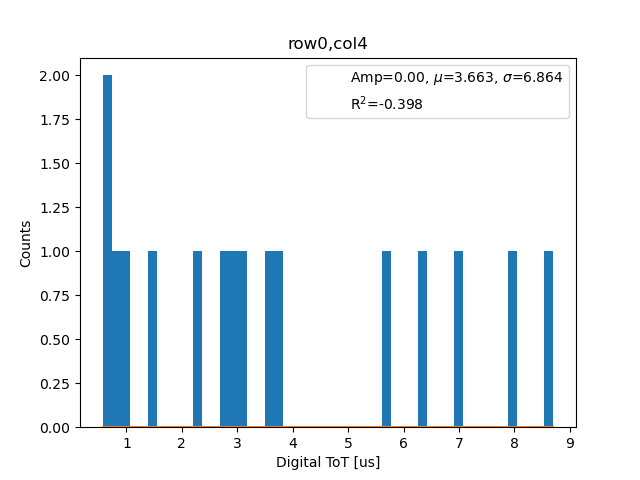 row0,col4
Amp=0.00, μ=3.663, σ=6.864
R²=-0.398
2.00
1.75
1.50
1.25
1.00
0.75
0.50
0.25
0.00
Counts
1 2 3 4 5 6 7 8 9
Digital ToT [us]